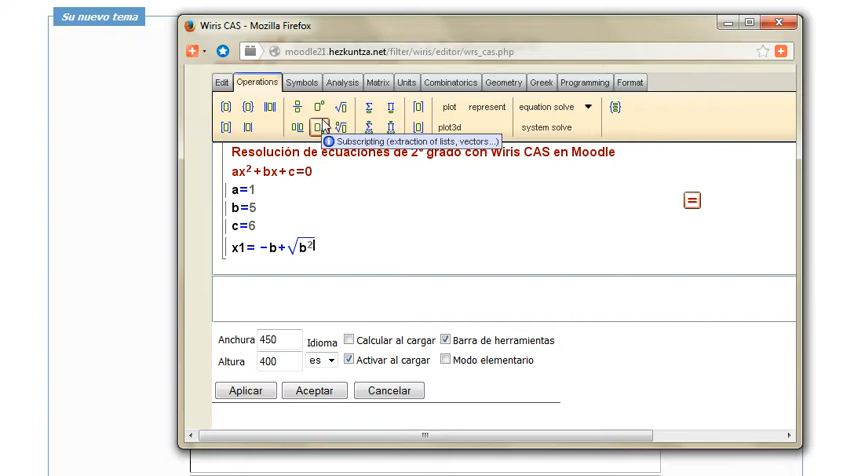 Su nuevo tema
Wiris CAS - Mozilla Firefox
moodle21.hezkuntza.net/filter/wiris/editor/wrs_cas.php
Edit Operations Symbols Analysis Matrix Units Combinatorics Geometry Greek Programming Format
plot represent equation solve
plot3d system solve
Subscripting (extraction of lists, vectors...)
Resolución de ecuaciones de 2º grado con Wiris CAS en Moodle
ax²+bx+c=0
a=1
b=5
c=6
x1= -b+√b²
=
Anchura 450 Idioma Calcular al cargar Barra de herramientas
Altura 400 es Activar al cargar Modo elementario
Aplicar Aceptar Cancelar